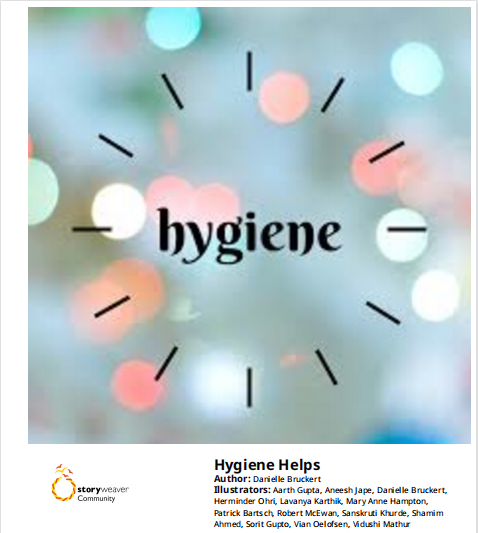 hygiene
Hygiene Helps
Author: Danielle Bruckert
Illustrators: Aarth Gupta, Aneesh Jape, Danielle Bruckert,
Herminder Ohri, Lavanya Karthik, Mary Anne Hampton,
Patrick Bartsch, Robert McEwan, Sanskruti Khurde, Shamim
Ahmed, Sorit Gupto, Vian Oelofsen, Vidushi Mathur
storyweaver
Community